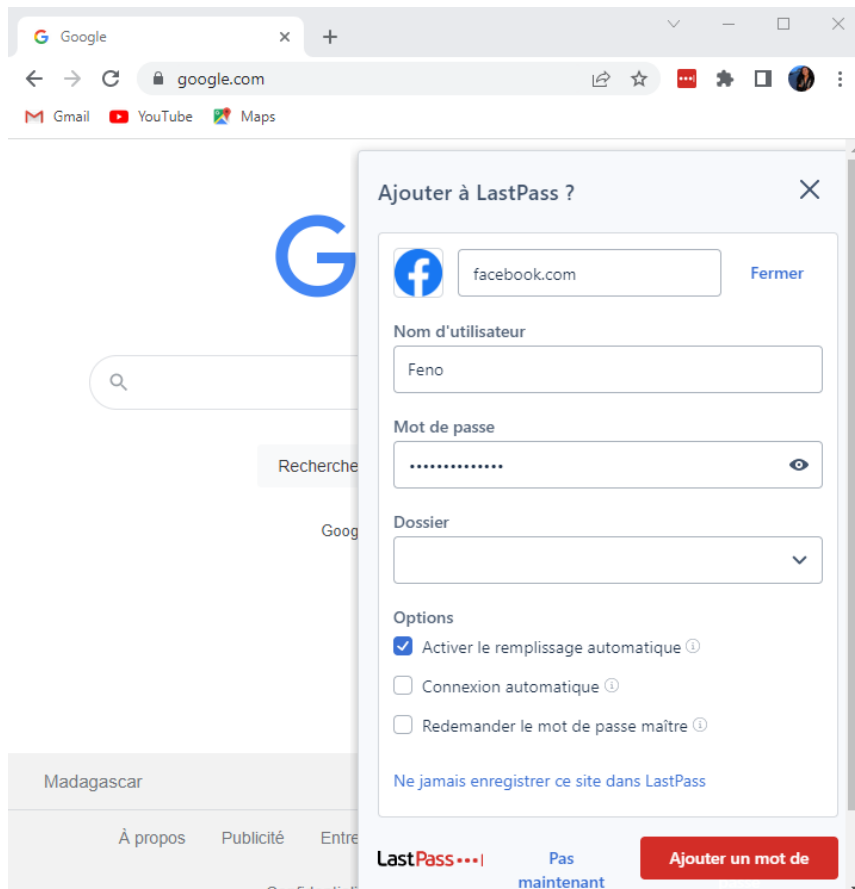 Google
google.com
Gmail YouTube Maps
Ajouter à LastPass ?
G
facebook.com Fermer
Nom d'utilisateur
Feno
Mot de passe
••••••••••••••
Recherche
Dossier
Goog
Options
Activer le remplissage automatique
Connexion automatique
Redemander le mot de passe maître
Madagascar
Ne jamais enregistrer ce site dans LastPass
À propos Publicité Entre
LastPass Pas maintenant Ajouter un mot de